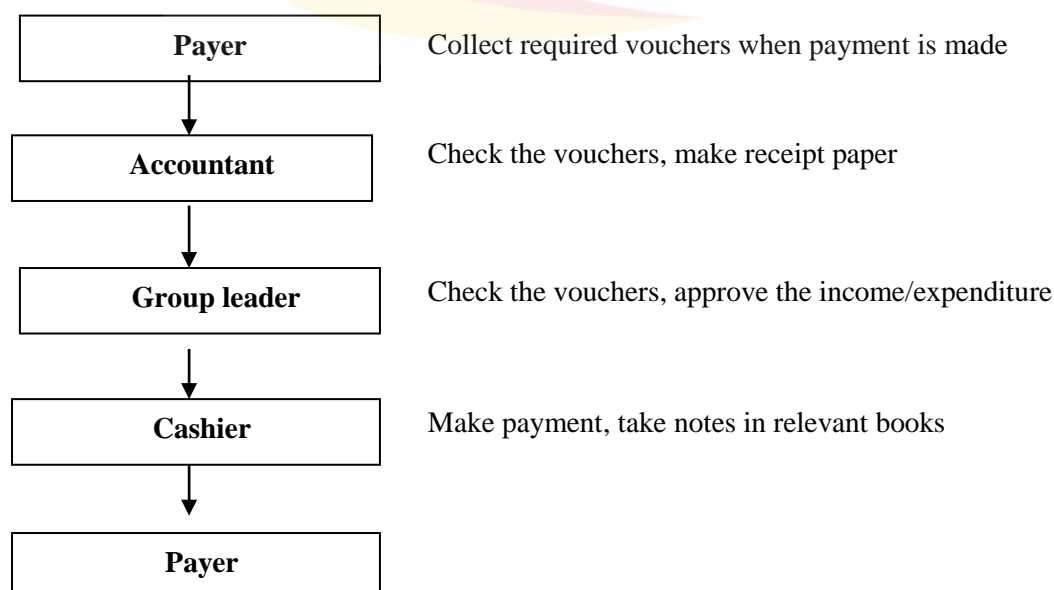 Payer Collect required vouchers when payment is made
Accountant Check the vouchers, make receipt paper
Group leader Check the vouchers, approve the income/expenditure
Cashier Make payment, take notes in relevant books
Payer